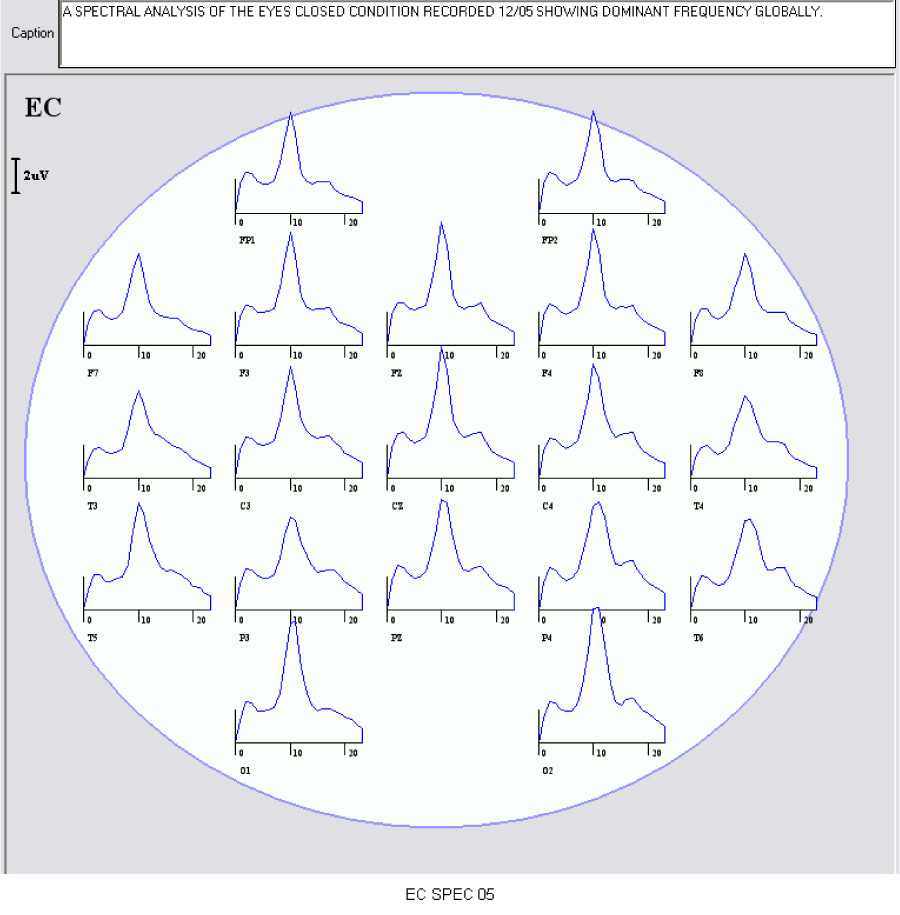 A SPECTRAL ANALYSIS OF THE EYES CLOSED CONDITION RECORDED 12/05 SHOWING DOMINANT FREQUENCY GLOBALLY.
Caption
EC
2uV
0 10 20 0 10 20
FP1 FP2
0 10 20 0 10 20 0 10 20 0 10 20 0 10 20
F7 F3 FZ F4 F8
0 10 20 0 10 20 0 10 20 0 10 20 0 10 20
T3 C3 CZ C4 T4
0 10 20 0 10 20 0 10 20 0 10 20 0 10 20
T5 P3 PZ P4 T6
0 10 20 0 10 20
O1 O2
EC SPEC 05